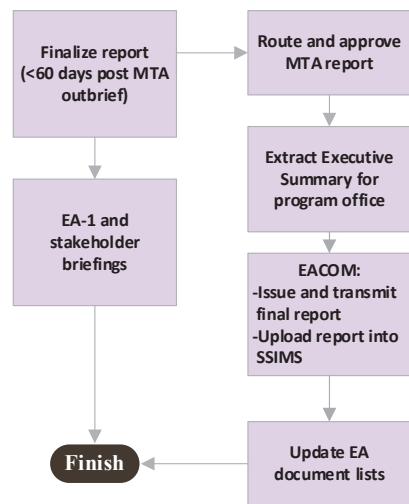 Finalize report
(<60 days post MTA
outbrief)
Route and approve
MTA report
Extract Executive
Summary for
program office
EA-1 and
stakeholder
briefings
EACOM:
-Issue and transmit
final report
-Upload report into
SSIMS
Update EA
document lists
Finish